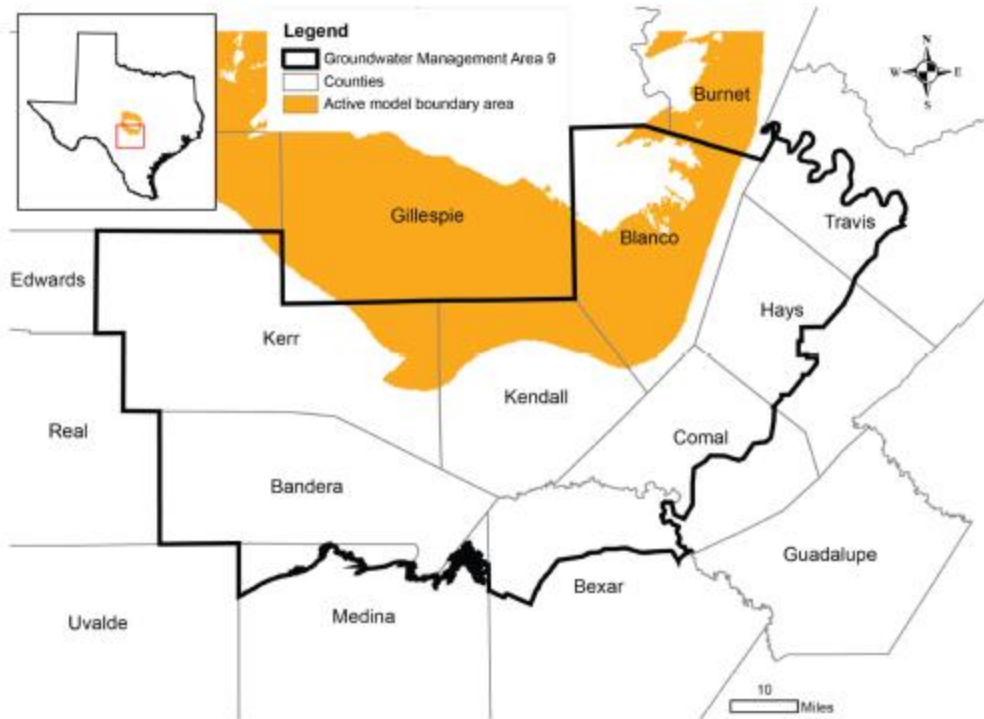 Legend
Groundwater Management Area 9
Counties
Active model boundary area
N
W E
S
Burnet
Travis
Gillespie
Blanco
Edwards
Hays
Kerr
Kendall
Real
Comal
Bandera
Guadalupe
Bexar
Medina
Uvalde
10
Miles